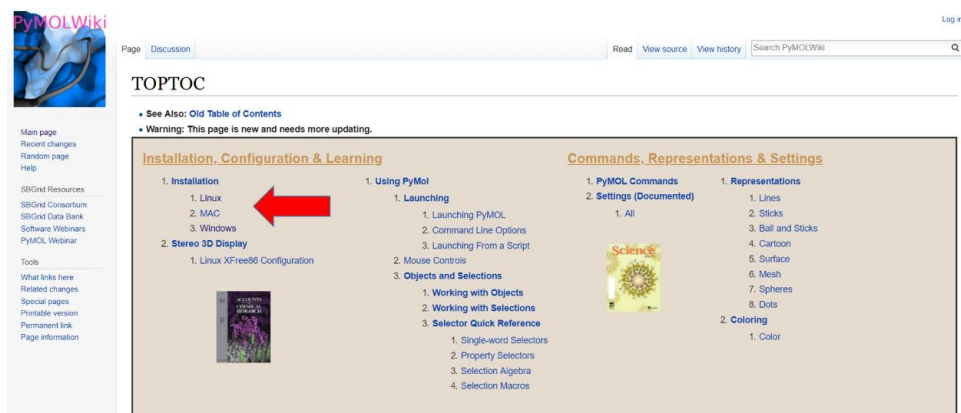 PyMOLWiki
Log in
Page Discussion
Read View source View history Search PyMOLWiki
TOPTOC
See Also: Old Table of Contents
Warning: This page is new and needs more updating.
Main page
Recent changes
Random page
Help
SBGrid Resources
SBGrid Consortium
SBGrid Data Bank
Software Webinars
PyMOL Webinar
Tools
What links here
Related changes
Special pages
Printable version
Permanent link
Page information
Installation, Configuration & Learning
1. Installation
1. Linux
2. MAC
3. Windows
2. Stereo 3D Display
1. Linux XFree86 Configuration
ACCOUNTS
CHEMICAL
RESEARCH
1. Using PyMol
1. Launching
1. Launching PyMOL
2. Command Line Options
3. Launching From a Script
2. Mouse Controls
3. Objects and Selections
1. Working with Objects
2. Working with Selections
3. Selector Quick Reference
1. Single-word Selectors
2. Property Selectors
3. Selection Algebra
4. Selection Macros
Commands, Representations & Settings
1. PyMOL Commands
2. Settings (Documented)
1. All
Science
1. Representations
1. Lines
2. Sticks
3. Ball and Sticks
4. Cartoon
5. Surface
6. Mesh
7. Spheres
8. Dots
2. Coloring
1. Color